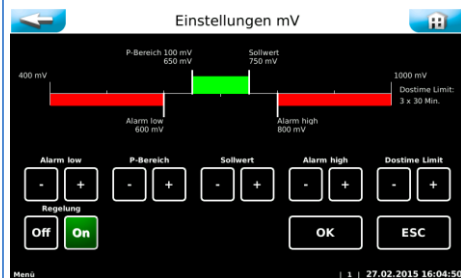 Einstellungen mV
P-Bereich 100 mV
650 mV
Sollwert
750 mV
400 mV
1000 mV
Dostime Limit:
3 x 30 Min.
Alarm low
600 mV
Alarm high
800 mV
Alarm low P-Bereich Sollwert Alarm high Dostime Limit
- + - + - + - + - +
Regelung
Off On OK ESC
Menü | 1 | 27.02.2015 16:04:50